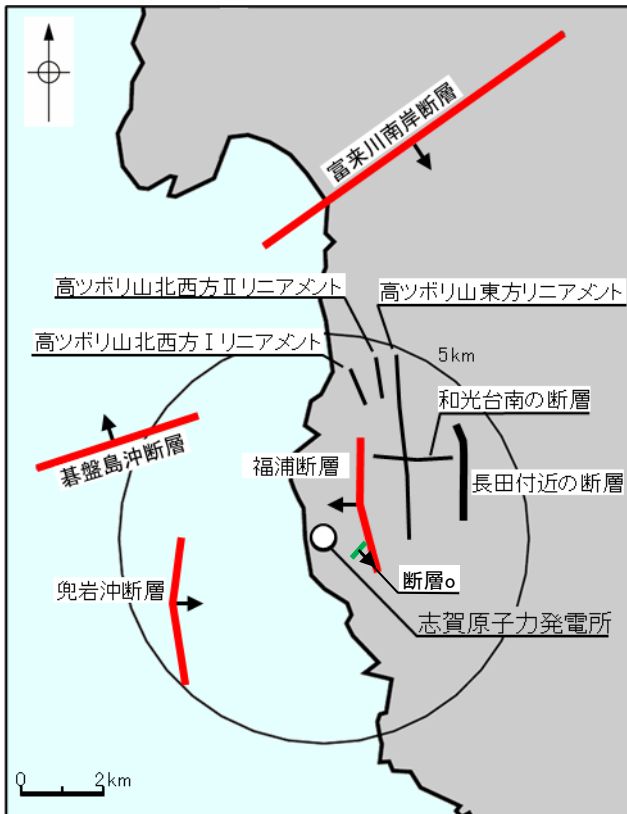 富来川南岸断層
高ツボリ山北西方Ⅱリニアメント
高ツボリ山東方リニアメント
高ツボリ山北西方Ⅰリニアメント
5km
和光台南の断層
碁盤島沖断層
福浦断層
長田付近の断層
兜岩沖断層
断層o
志賀原子力発電所
0 2km